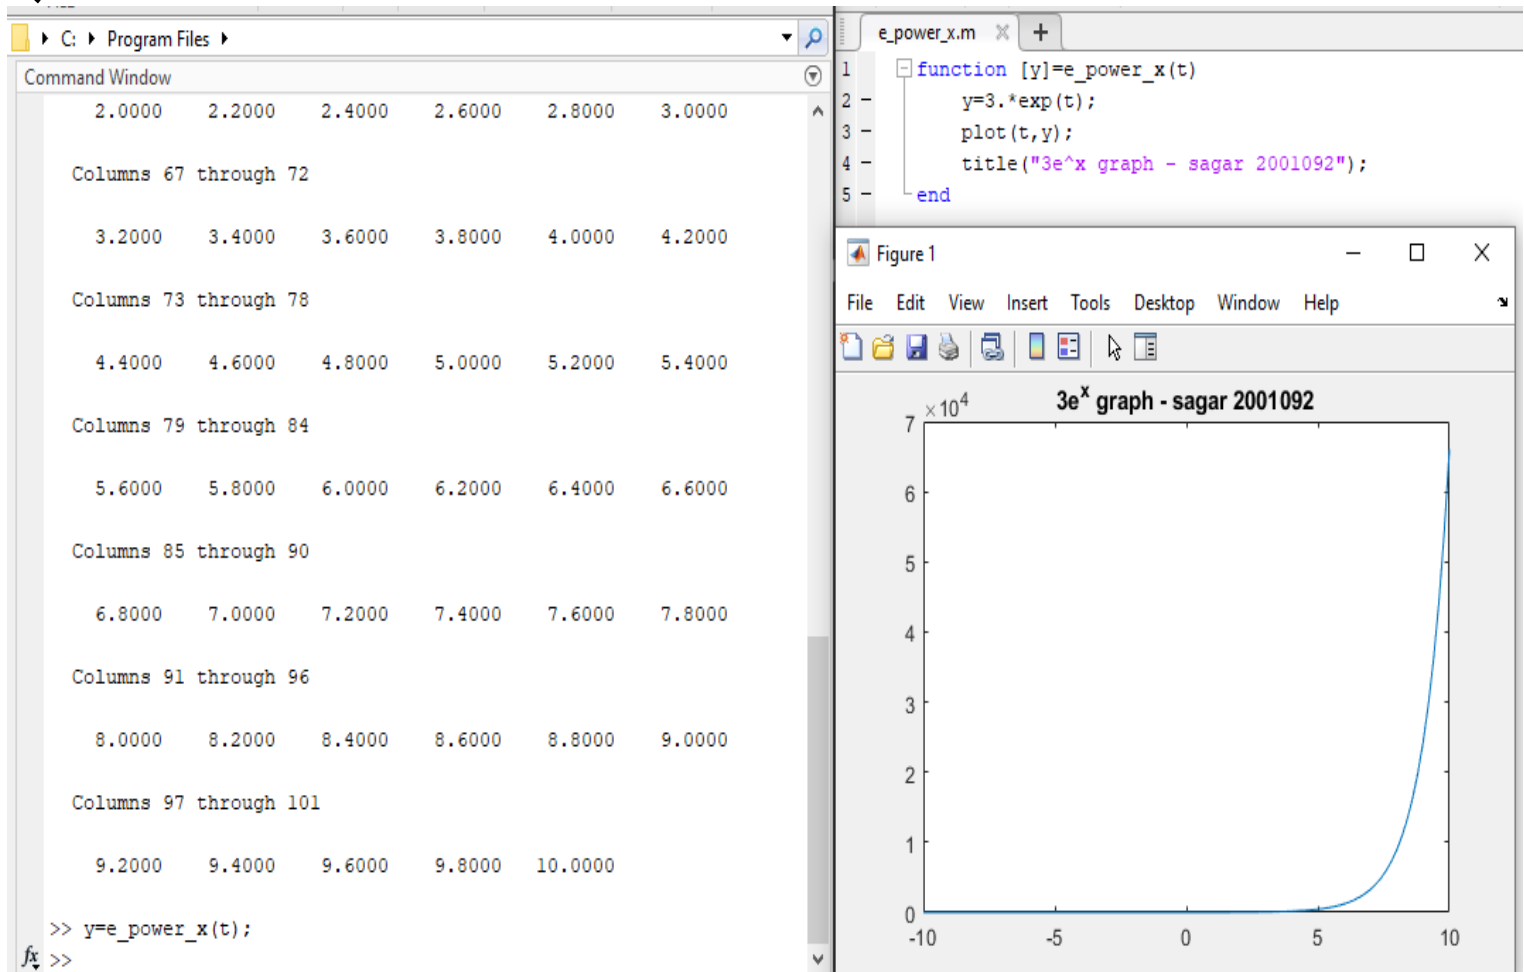 C: Program Files
Command Window
2.0000 2.2000 2.4000 2.6000 2.8000 3.0000
Columns 67 through 72
3.2000 3.4000 3.6000 3.8000 4.0000 4.2000
Columns 73 through 78
4.4000 4.6000 4.8000 5.0000 5.2000 5.4000
Columns 79 through 84
5.6000 5.8000 6.0000 6.2000 6.4000 6.6000
Columns 85 through 90
6.8000 7.0000 7.2000 7.4000 7.6000 7.8000
Columns 91 through 96
8.0000 8.2000 8.4000 8.6000 8.8000 9.0000
Columns 97 through 101
9.2000 9.4000 9.6000 9.8000 10.0000
>> y=e_power_x(t);
fx >>
e_power_x.m
1 function [y]=e_power_x(t)
2 - y=3.*exp(t);
3 - plot(t,y);
4 - title("3e^x graph - sagar 2001092");
5 - end
Figure 1
File Edit View Insert Tools Desktop Window Help
3e^x graph - sagar 2001092
×10^4
7
6
5
4
3
2
1
0
-10 -5 0 5 10